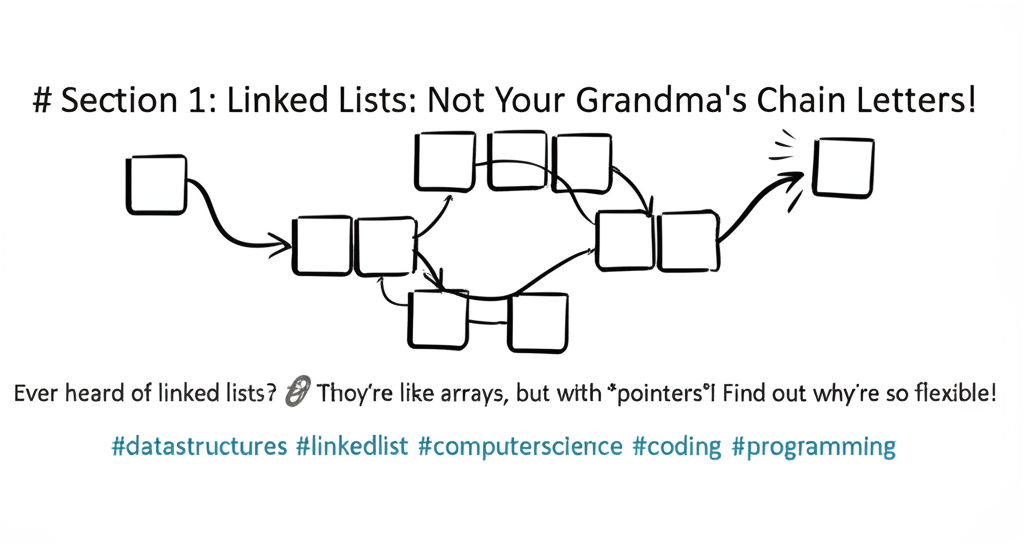 # Section 1: Linked Lists: Not Your Grandma's Chain Letters!
Ever heard of linked lists? 🔗 Thoy're like arrays, but with *pointers*! Find out why're so flexible!
#datastructures #linkedlist #computerscience #coding #programming